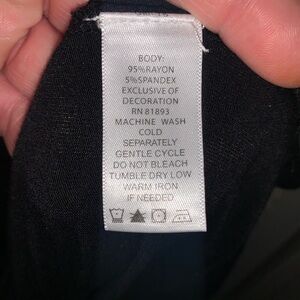 BODY:
95%RAYON
5%SPANDEX
EXCLUSIVE OF
DECORATION
RN 81893
MACHINE WASH
COLD
SEPARATELY
GENTLE CYCLE
DO NOT BLEACH
TUMBLE DRY LOW
WARM IRON
IF NEEDED